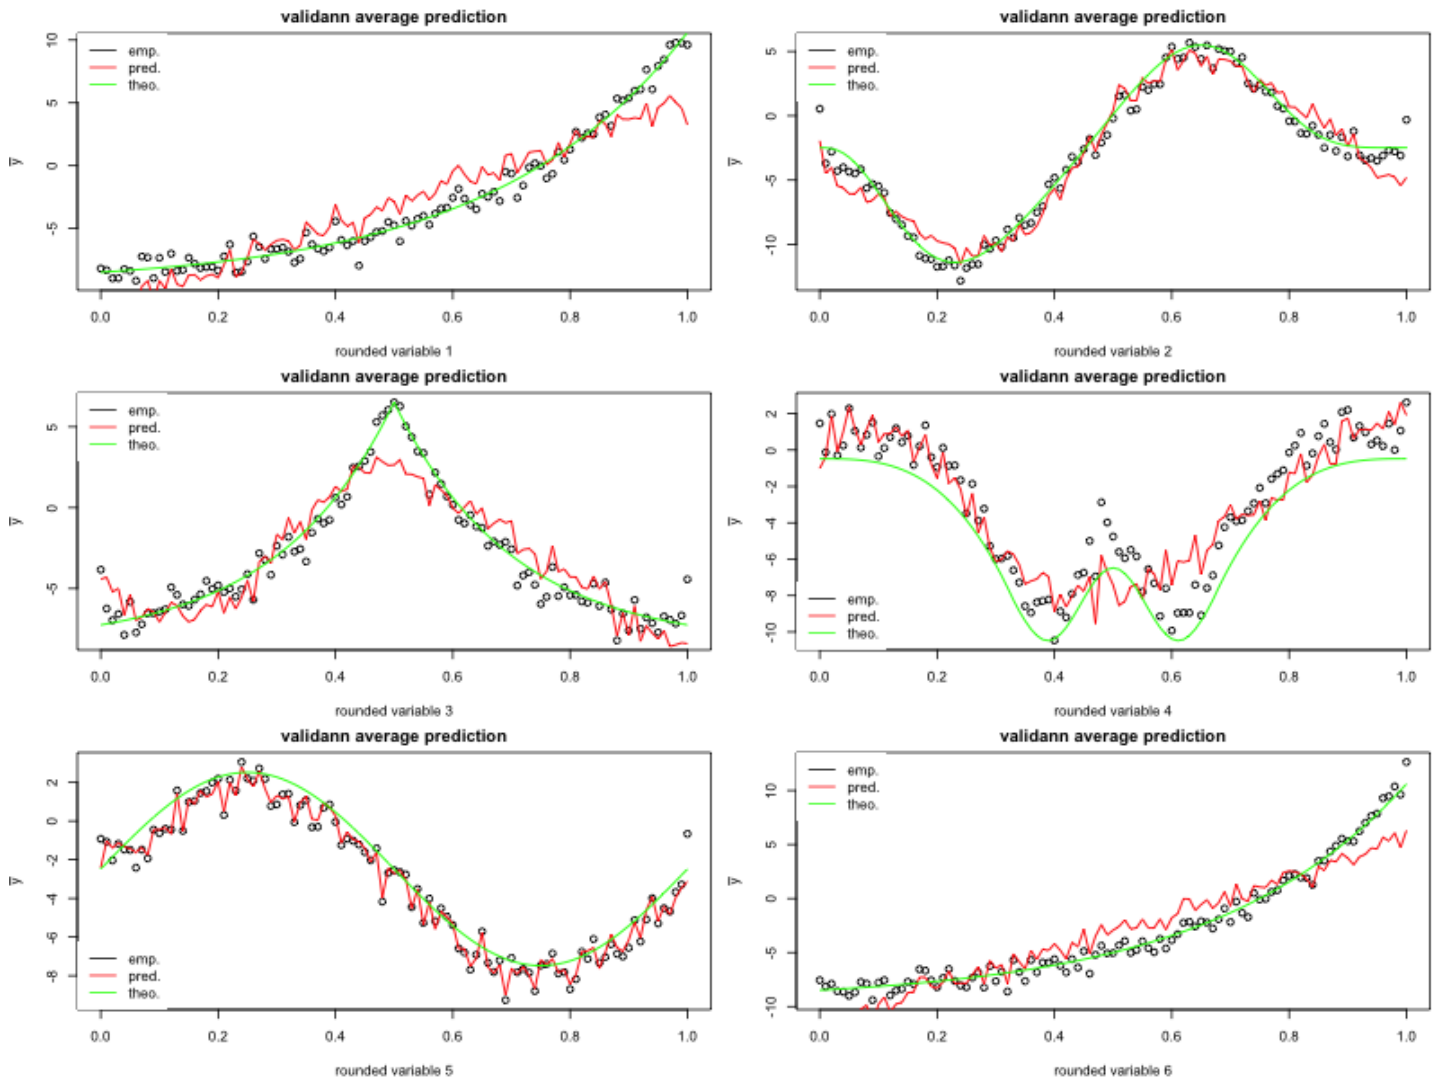 validann average prediction
emp.
pred.
theo.
10
5
0
-5
y
0.0 0.2 0.4 0.6 0.8 1.0
rounded variable 1
validann average prediction
emp.
pred.
theo.
5
0
-5
-10
y
0.0 0.2 0.4 0.6 0.8 1.0
rounded variable 2
validann average prediction
emp.
pred.
theo.
5
0
-5
y
0.0 0.2 0.4 0.6 0.8 1.0
rounded variable 3
validann average prediction
2
0
-2
-4
-6
-8
-10
y
emp.
pred.
theo.
0.0 0.2 0.4 0.6 0.8 1.0
rounded variable 4
validann average prediction
2
0
-2
-4
-6
-8
y
emp.
pred.
theo.
0.0 0.2 0.4 0.6 0.8 1.0
rounded variable 5
validann average prediction
emp.
pred.
theo.
10
5
0
-5
-10
y
0.0 0.2 0.4 0.6 0.8 1.0
rounded variable 6